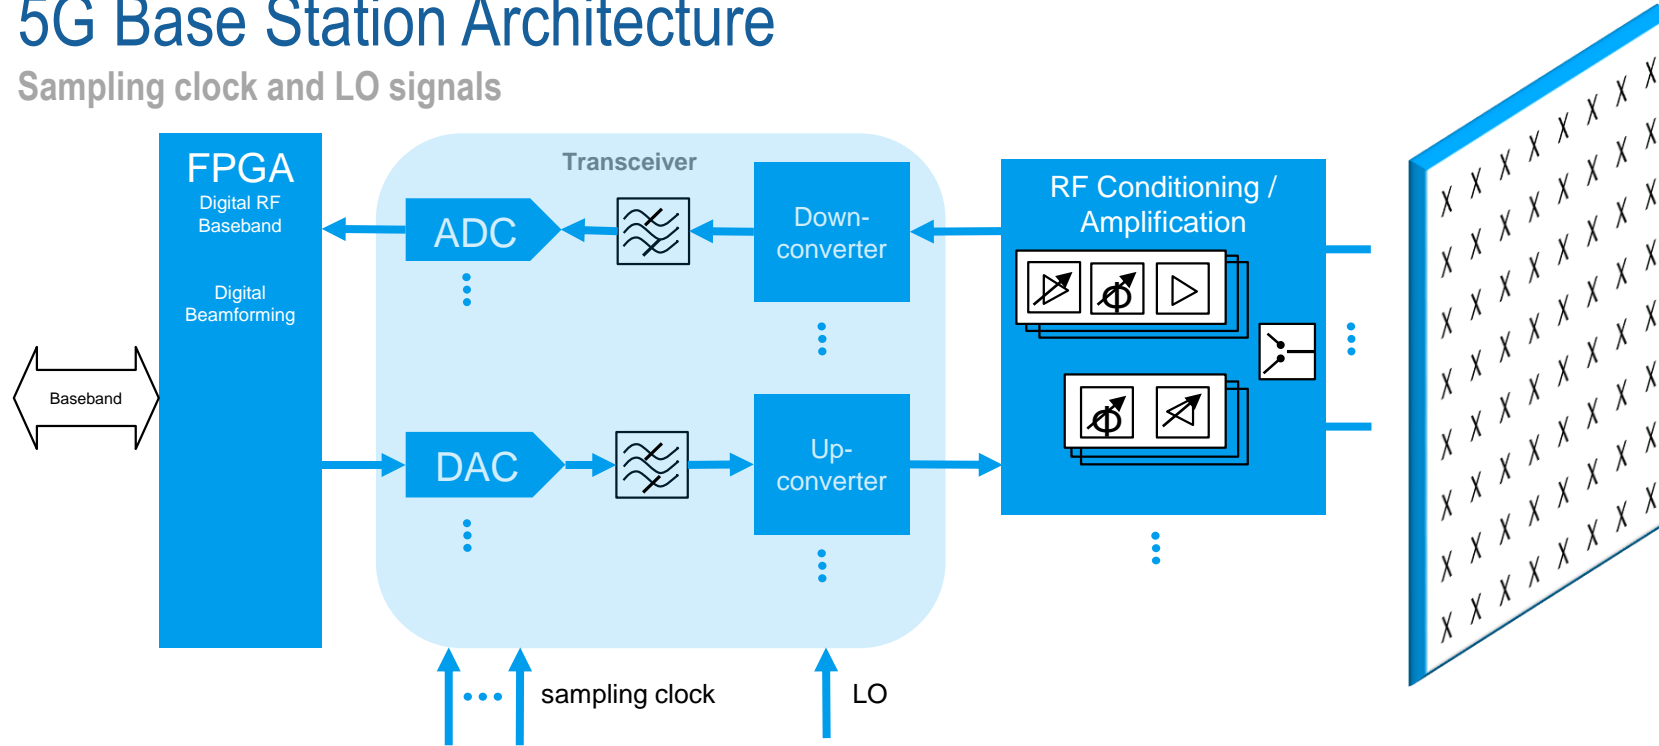 5G Base Station Architecture
Sampling clock and LO signals
FPGA
Digital RF
Baseband
Digital
Beamforming
Baseband
Transceiver
ADC
Down-
converter
DAC
Up-
converter
RF Conditioning /
Amplification
Φ
Φ
sampling clock
LO